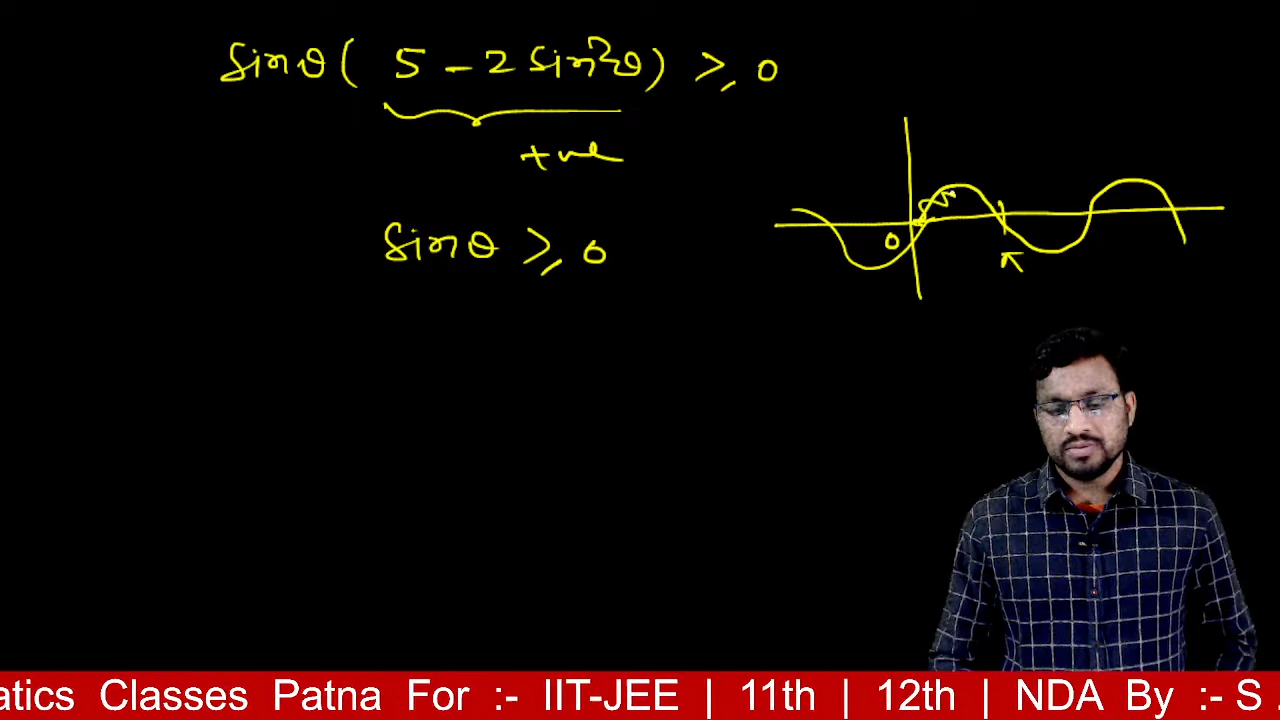 sinθ( 5 - 2 sin²θ) ≥ 0
+ve
sinθ ≥ 0
0
π
atics Classes Patna For :- IIT-JEE | 11th | 12th | NDA By :- S .